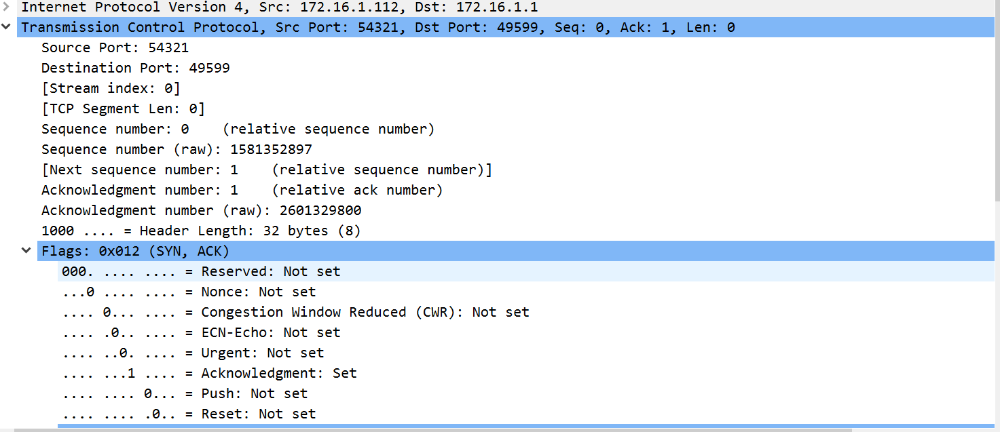 Internet Protocol Version 4, Src: 172.16.1.112, Dst: 172.16.1.1
Transmission Control Protocol, Src Port: 54321, Dst Port: 49599, Seq: 0, Ack: 1, Len: 0
Source Port: 54321
Destination Port: 49599
[Stream index: 0]
[TCP Segment Len: 0]
Sequence number: 0    (relative sequence number)
Sequence number (raw): 1581352897
[Next sequence number: 1    (relative sequence number)]
Acknowledgment number: 1    (relative ack number)
Acknowledgment number (raw): 2601329800
1000 .... = Header Length: 32 bytes (8)
Flags: 0x012 (SYN, ACK)
000. .... .... = Reserved: Not set
...0 .... .... = Nonce: Not set
.... 0... .... = Congestion Window Reduced (CWR): Not set
.... .0.. .... = ECN-Echo: Not set
.... ..0. .... = Urgent: Not set
.... ...1 .... = Acknowledgment: Set
.... .... 0... = Push: Not set
.... .... .0.. = Reset: Not set